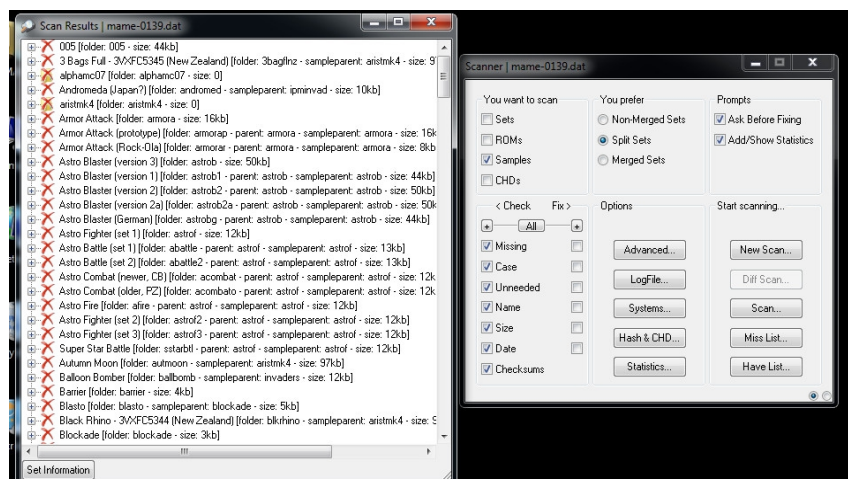 Scan Results | mame-0139.dat
005 [folder: 005 - size: 44kb]
3 Bags Full - 3VXFC5345 (New Zealand) [folder: 3bagflnz - sampleparent: aristmk4 - size: 9
alphamc07 [folder: alphamc07 - size: 0]
Andromeda (Japan?) [folder: andromed - sampleparent: ipminvad - size: 10kb]
aristmk4 [folder: aristmk4 - size: 0]
Armor Attack [folder: armora - size: 16kb]
Armor Attack (prototype) [folder: armorap - parent: armora - sampleparent: armora - size: 16k
Armor Attack (Rock-Ola) [folder: armorar - parent: armora - sampleparent: armora - size: 8kb
Astro Blaster (version 3) [folder: astrob - size: 50kb]
Astro Blaster (version 1) [folder: astrob1 - parent: astrob - sampleparent: astrob - size: 44kb]
Astro Blaster (version 2) [folder: astrob2 - parent: astrob - sampleparent: astrob - size: 50kb]
Astro Blaster (version 2a) [folder: astrob2a - parent: astrob - sampleparent: astrob - size: 50k
Astro Blaster (German) [folder: astrobg - parent: astrob - sampleparent: astrob - size: 44kb]
Astro Fighter (set 1) [folder: astrof - size: 12kb]
Astro Battle (set 1) [folder: abattle - parent: astrof - sampleparent: astrof - size: 13kb]
Astro Battle (set 2) [folder: abattle2 - parent: astrof - sampleparent: astrof - size: 13kb]
Astro Combat (newer, CB) [folder: acombat - parent: astrof - sampleparent: astrof - size: 12k
Astro Combat (older, PZ) [folder: acombato - parent: astrof - sampleparent: astrof - size: 12k
Astro Fire [folder: afire - parent: astrof - sampleparent: astrof - size: 12kb]
Astro Fighter (set 2) [folder: astrof2 - parent: astrof - sampleparent: astrof - size: 12kb]
Astro Fighter (set 3) [folder: astrof3 - parent: astrof - sampleparent: astrof - size: 12kb]
Super Star Battle [folder: sstarbtl - parent: astrof - sampleparent: astrof - size: 12kb]
Autumn Moon [folder: autmoon - sampleparent: aristmk4 - size: 97kb]
Balloon Bomber [folder: ballbomb - sampleparent: invaders - size: 12kb]
Barrier [folder: barrier - size: 4kb]
Blasto [folder: blasto - sampleparent: blockade - size: 5kb]
Black Rhino - 3VXFC5344 (New Zealand) [folder: blkrhino - sampleparent: aristmk4 - size: 9
Blockade [folder: blockade - size: 3kb]
Set Information
Scanner | mame-0139.dat
You want to scan
Sets
ROMs
Samples
CHDs
You prefer
Non-Merged Sets
Split Sets
Merged Sets
Prompts
Ask Before Fixing
Add/Show Statistics
< Check Fix >
All
Missing
Case
Unneeded
Name
Size
Date
Checksums
Options
Advanced...
LogFile...
Systems...
Hash & CHD...
Statistics...
Start scanning...
New Scan...
Diff Scan...
Scan...
Miss List...
Have List...